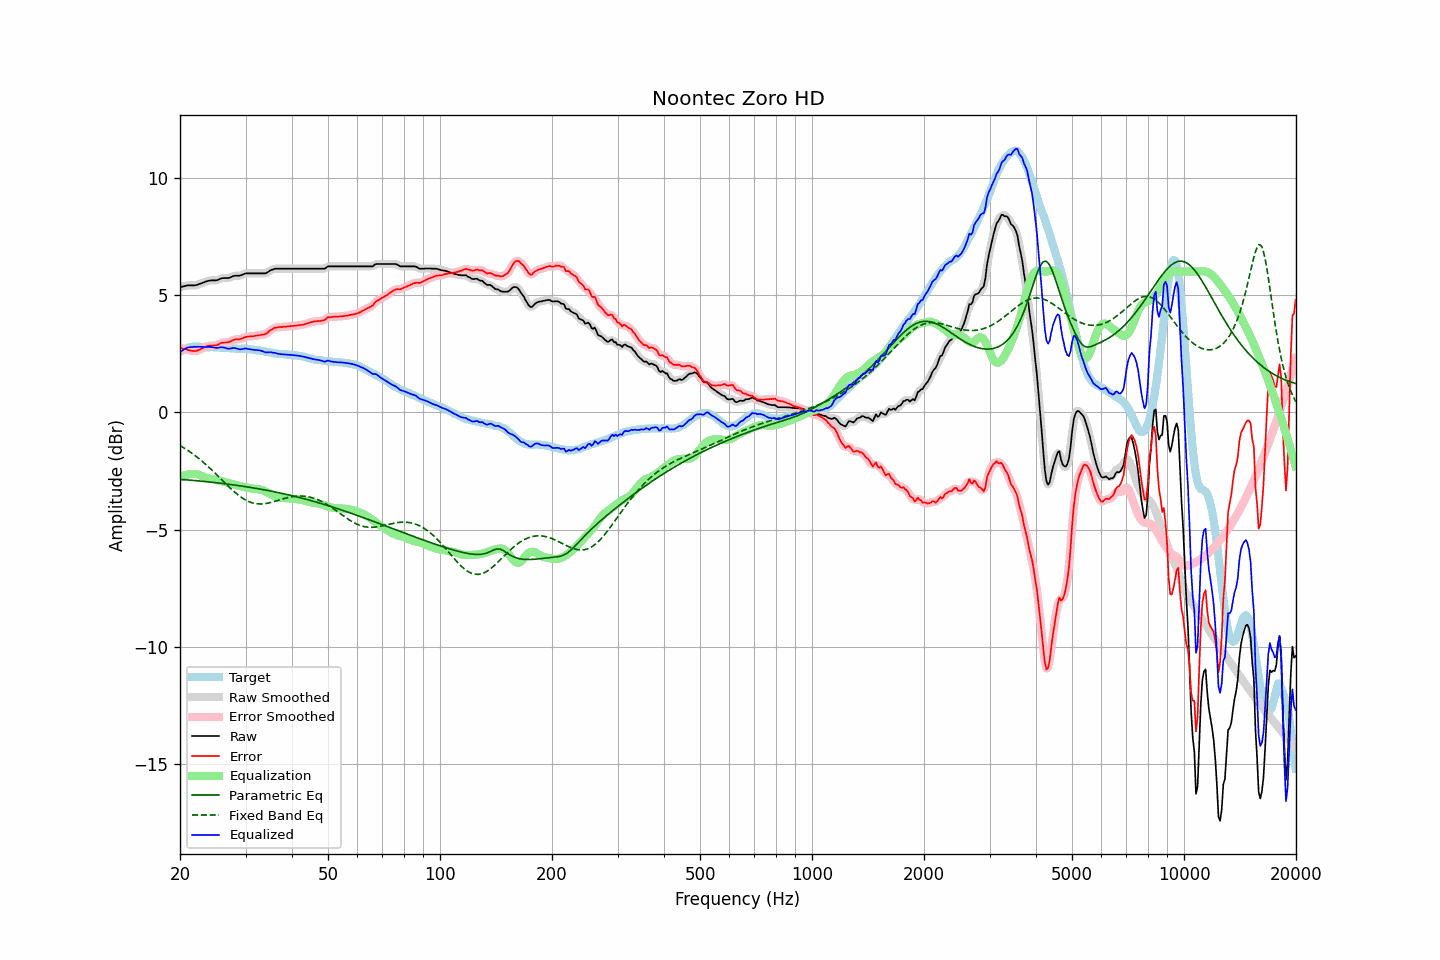 Noontec Zoro HD
Amplitude (dBr)
10
5
0
−5
−10
−15
Target
Raw Smoothed
Error Smoothed
Raw
Error
Equalization
Parametric Eq
Fixed Band Eq
Equalized
20 50 100 200 500 1000 2000 5000 10000 20000
Frequency (Hz)